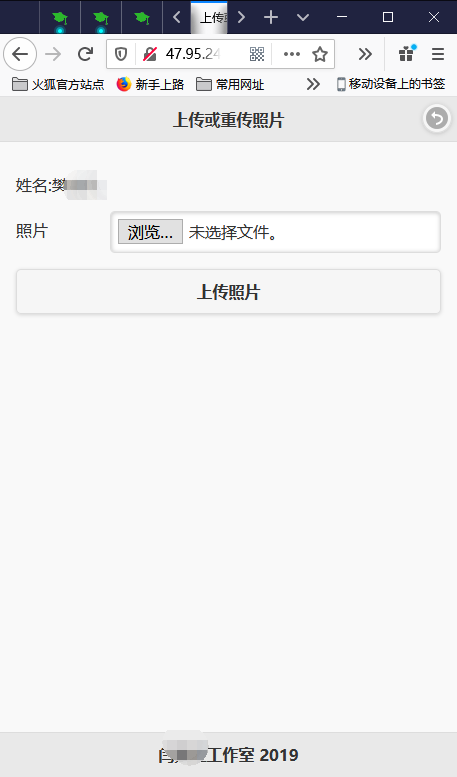 上传或
47.95.24
火狐官方站点 新手上路 常用网址 移动设备上的书签
上传或重传照片
姓名:樊
照片 浏览... 未选择文件。
上传照片
工作室 2019